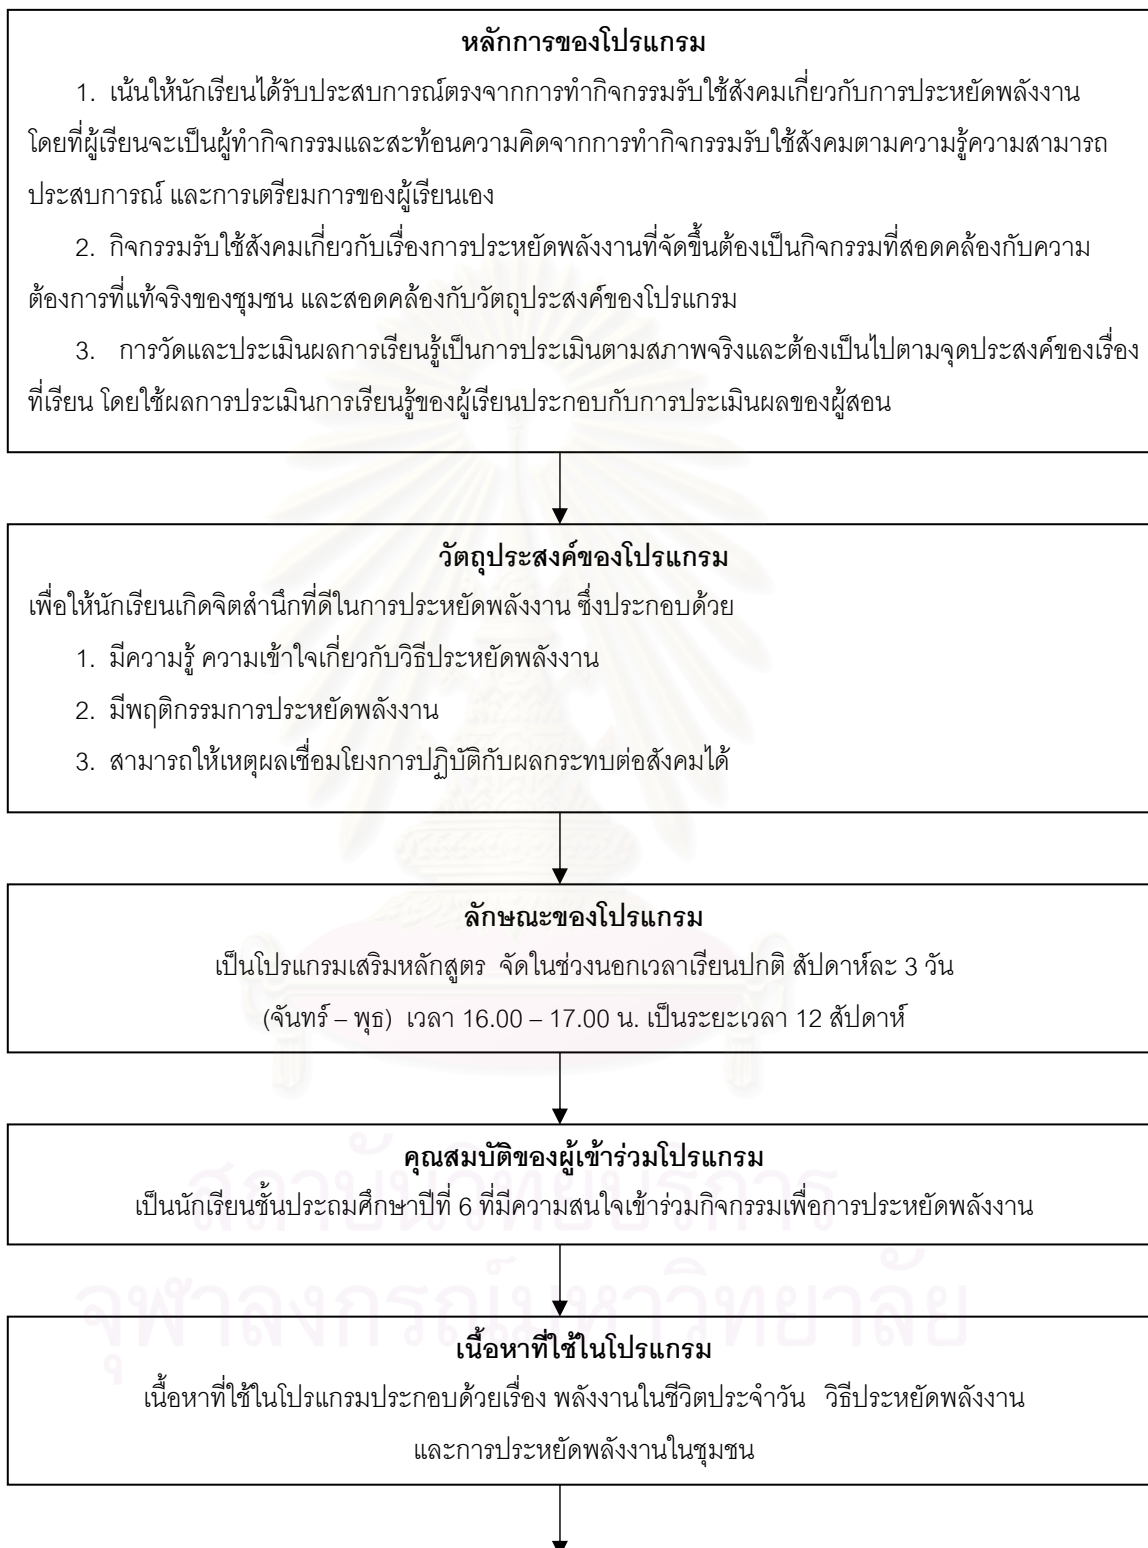 หลักการของโปรแกรม
1. เน้นให้นักเรียนได้รับประสบการณ์ตรงจากการทำกิจกรรมรับใช้สังคมเกี่ยวกับการประหยัดพลังงาน
โดยที่ผู้เรียนจะเป็นผู้ทำกิจกรรมและสะท้อนความคิดจากการทำกิจกรรมรับใช้สังคมตามความรู้ความสามารถ
ประสบการณ์ และการเตรียมการของผู้เรียนเอง
2. กิจกรรมรับใช้สังคมเกี่ยวกับเรื่องการประหยัดพลังงานที่จัดขึ้นต้องเป็นกิจกรรมที่สอดคล้องกับความ
ต้องการที่แท้จริงของชุมชน และสอดคล้องกับวัตถุประสงค์ของโปรแกรม
3. การวัดและประเมินผลการเรียนรู้เป็นการประเมินตามสภาพจริงและต้องเป็นไปตามจุดประสงค์ของเรื่อง
ที่เรียน โดยใช้ผลการประเมินการเรียนรู้ของผู้เรียนประกอบกับการประเมินผลของผู้สอน
วัตถุประสงค์ของโปรแกรม
เพื่อให้นักเรียนเกิดจิตสำนึกที่ดีในการประหยัดพลังงาน ซึ่งประกอบด้วย
1. มีความรู้ ความเข้าใจเกี่ยวกับวิธีประหยัดพลังงาน
2. มีพฤติกรรมการประหยัดพลังงาน
3. สามารถให้เหตุผลเชื่อมโยงการปฏิบัติกับผลกระทบต่อสังคมได้
ลักษณะของโปรแกรม
เป็นโปรแกรมเสริมหลักสูตร จัดในช่วงนอกเวลาเรียนปกติ สัปดาห์ละ 3 วัน
(จันทร์ – พุธ) เวลา 16.00 – 17.00 น. เป็นระยะเวลา 12 สัปดาห์
คุณสมบัติของผู้เข้าร่วมโปรแกรม
สถาบันวิทยบริการ
เป็นนักเรียนชั้นประถมศึกษาปีที่ 6 ที่มีความสนใจเข้าร่วมกิจกรรมเพื่อการประหยัดพลังงาน
จุฬาลงกรณ์มหาวิทยาลัย
เนื้อหาที่ใช้ในโปรแกรม
เนื้อหาที่ใช้ในโปรแกรมประกอบด้วยเรื่อง พลังงานในชีวิตประจำวัน วิธีประหยัดพลังงาน
และการประหยัดพลังงานในชุมชน